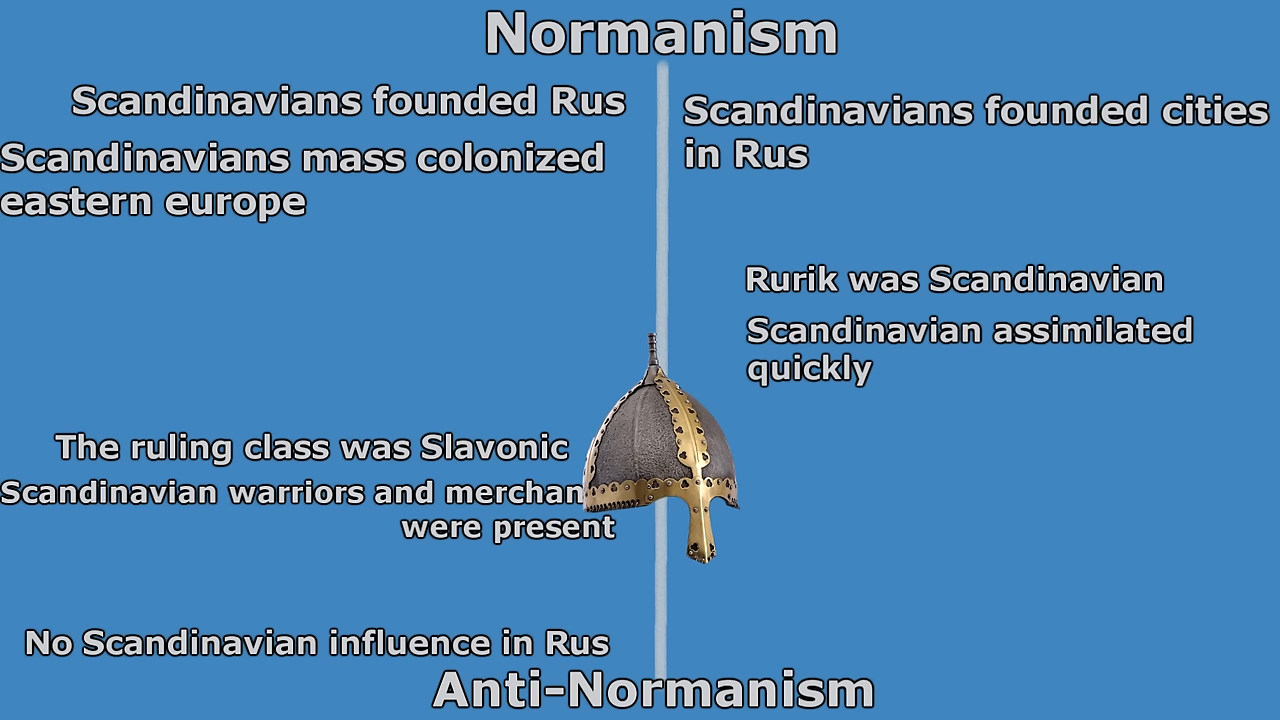 Normanism
Scandinavians founded Rus
Scandinavians founded cities
in Rus
Scandinavians mass colonized
eastern europe
Rurik was Scandinavian
Scandinavian assimilated
quickly
The ruling class was Slavonic
Scandinavian warriors and
were present
No Scandinavian influence in Rus
Anti-Normanism